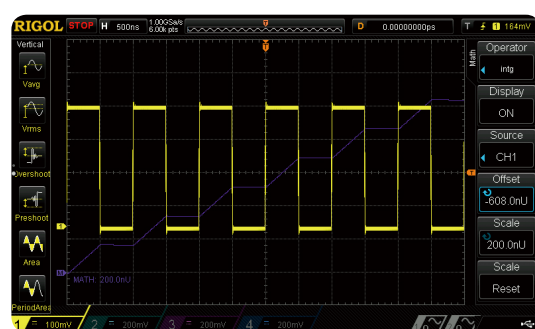 RIGOL STOP H 500ns 1.00GSa/s 6.00k pts D 0.00000000ps T 1 164mV
Vertical
Vavg
Vrms
Overshoot
Preshoot
Area
PeriodArea
T
T
1
M
MATH: 200.0nU
Math
Operator
intg
Display
ON
Source
CH1
Offset
-608.0nU
Scale
200.0nU
Scale
Reset
1 = 100mV 2 = 200mV 3 = 200mV 4 = 200mV